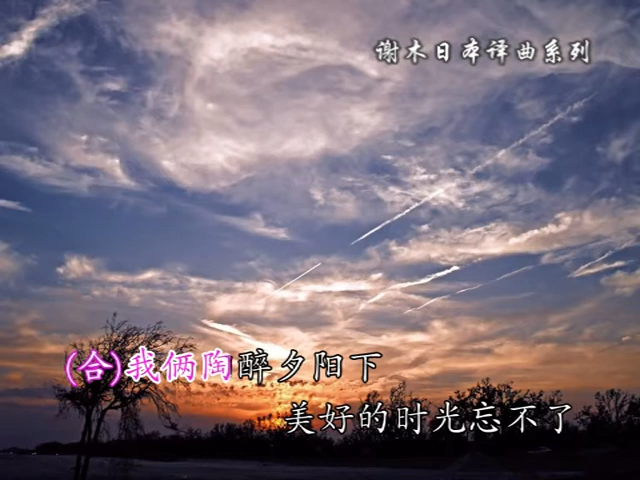 谢木日本译曲系列
(合)我俩陶醉夕阳下
美好的时光忘不了